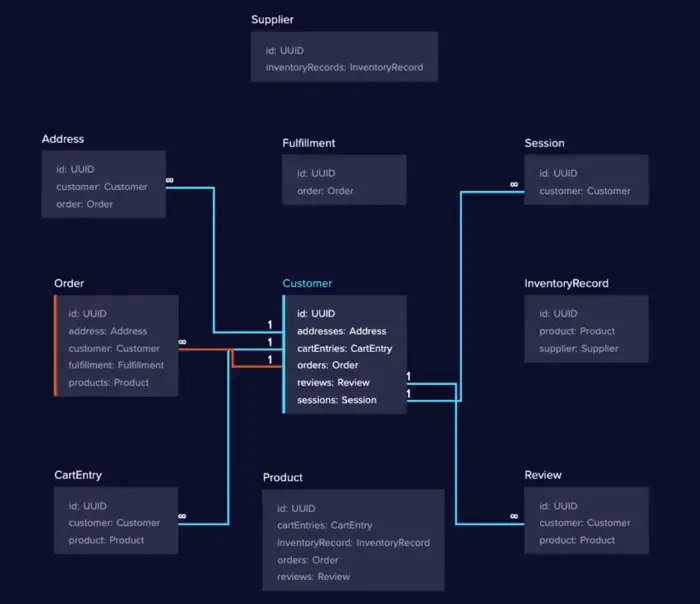 Supplier
id: UUID
inventoryRecords: InventoryRecord
Address
id: UUID
customer: Customer
order: Order
∞
Fulfillment
id: UUID
order: Order
Session
id: UUID
customer: Customer
∞
Order
id: UUID
address: Address
customer: Customer
fulfillment: Fulfillment
products: Product
∞
Customer
id: UUID
addresses: Address
cartEntries: CartEntry
orders: Order
reviews: Review
sessions: Session
1
1
1
1
1
InventoryRecord
id: UUID
product: Product
supplier: Supplier
CartEntry
id: UUID
customer: Customer
product: Product
∞
Product
id: UUID
cartEntries: CartEntry
inventoryRecord: InventoryRecord
orders: Order
reviews: Review
Review
id: UUID
customer: Customer
product: Product
∞